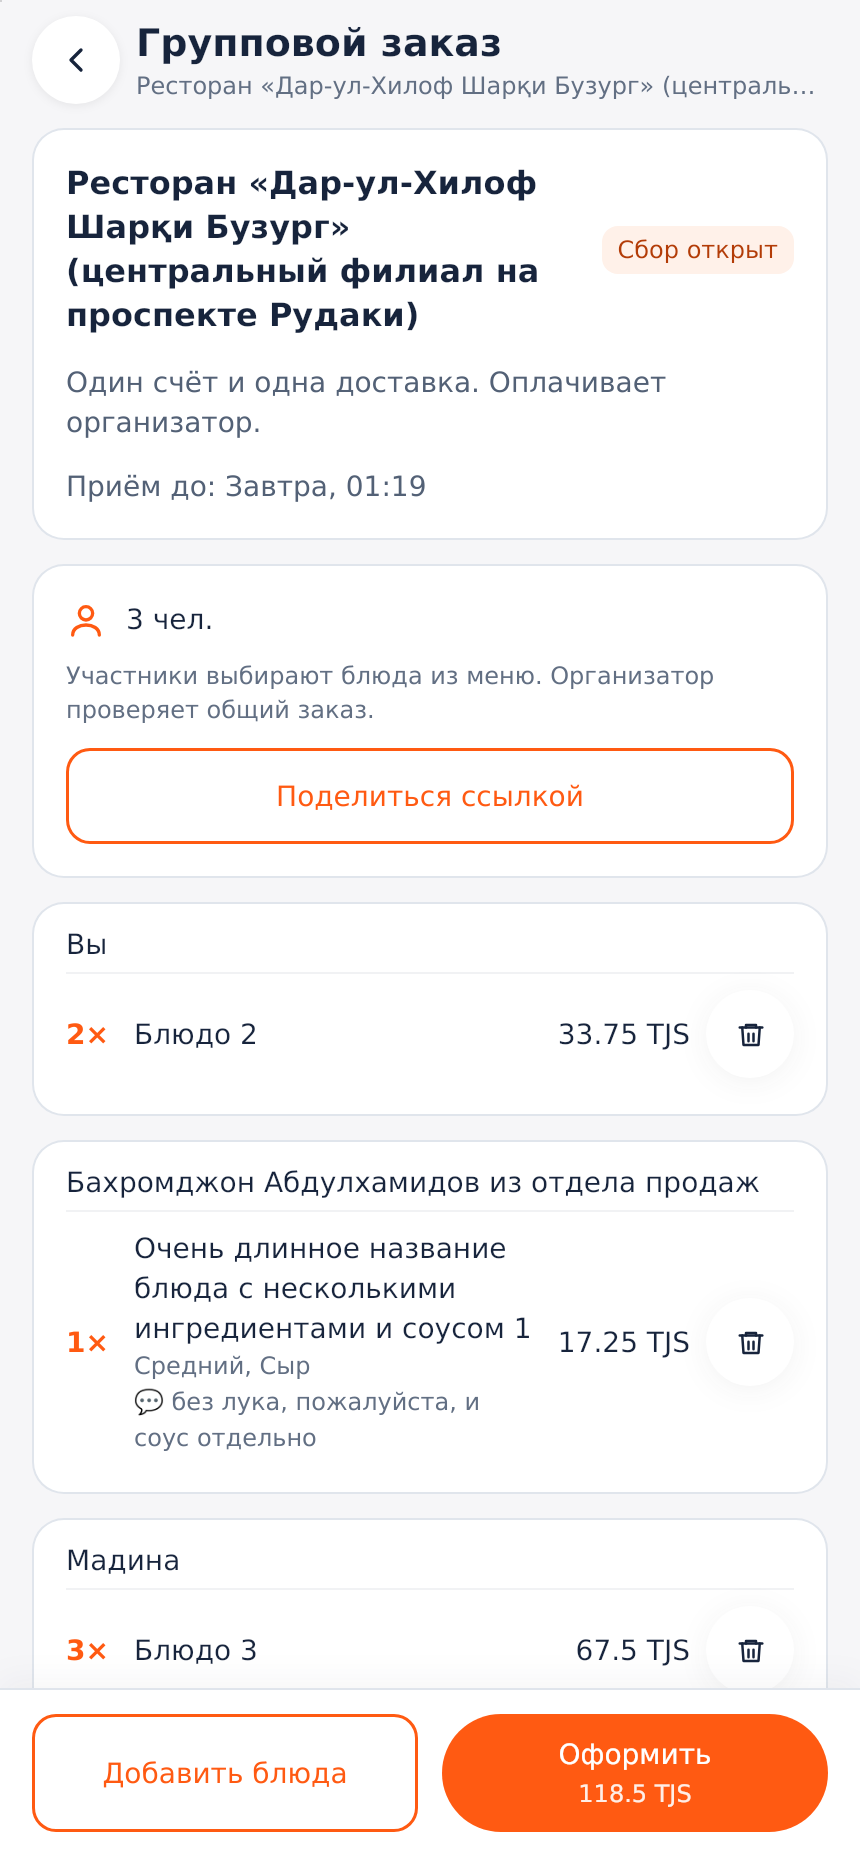 Групповой заказ
Ресторан «Дар-ул-Хилоф Шарқи Бузург» (централь...
Ресторан «Дар-ул-Хилоф
Шарқи Бузург»
(центральный филиал на
проспекте Рудаки)
Сбор открыт
Один счёт и одна доставка. Оплачивает
организатор.
Приём до: Завтра, 01:19
3 чел.
Участники выбирают блюда из меню. Организатор
проверяет общий заказ.
Поделиться ссылкой
Вы
2× Блюдо 2 33.75 TJS
Бахромджон Абдулхамидов из отдела продаж
Очень длинное название
блюда с несколькими
ингредиентами и соусом 1
1× 17.25 TJS
Средний, Сыр
💬 без лука, пожалуйста, и
соус отдельно
Мадина
3× Блюдо 3 67.5 TJS
Добавить блюда
Оформить
118.5 TJS